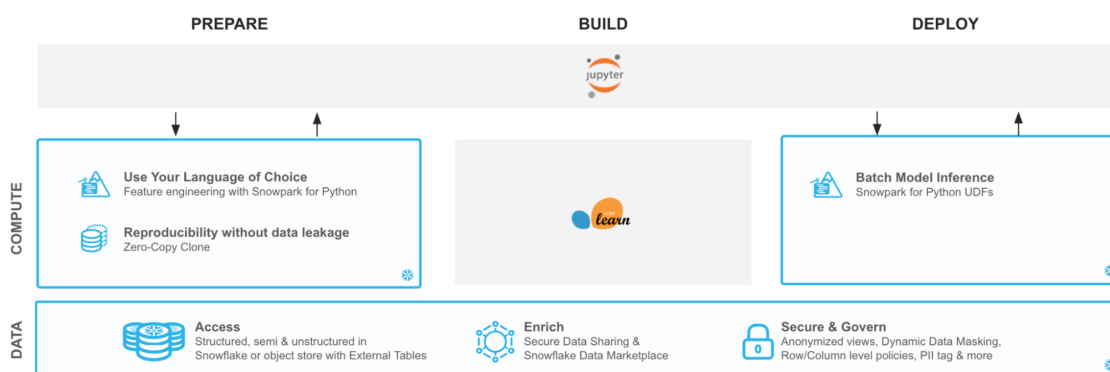 PREPARE
BUILD
DEPLOY
jupyter
COMPUTE
Use Your Language of Choice
Feature engineering with Snowpark for Python
Reproducibility without data leakage
Zero-Copy Clone
learn
Batch Model Inference
Snowpark for Python UDFs
DATA
Access
Structured, semi & unstructured in
Snowflake or object store with External Tables
Enrich
Secure Data Sharing &
Snowflake Data Marketplace
Secure & Govern
Anonymized views, Dynamic Data Masking,
Row/Column level policies, PII tag & more